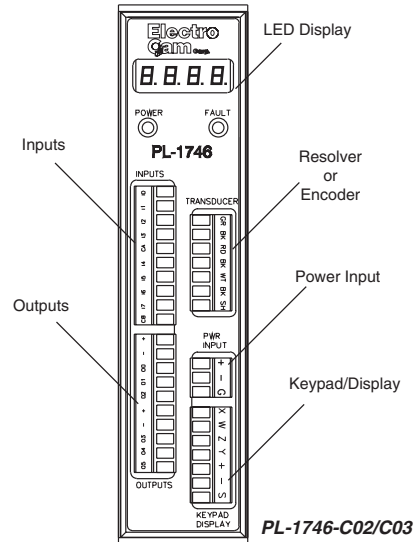 Electro
Cam Corp.
8.8.8.8.
POWER
FAULT
PL-1746
INPUTS
I0
I1
I2
I3
CA
I4
I5
I6
I7
CB
+
-
O0
O1
O2
+
-
O3
O4
O5
OUTPUTS
TRANSDUCER
GR
BK
RD
BK
WT
BK
SH
PWR
INPUT
+
-
G
X
W
Z
Y
+
-
S
KEYPAD
DISPLAY
LED Display
Inputs
Resolver
or
Encoder
Power Input
Outputs
Keypad/Display
PL-1746-C02/C03